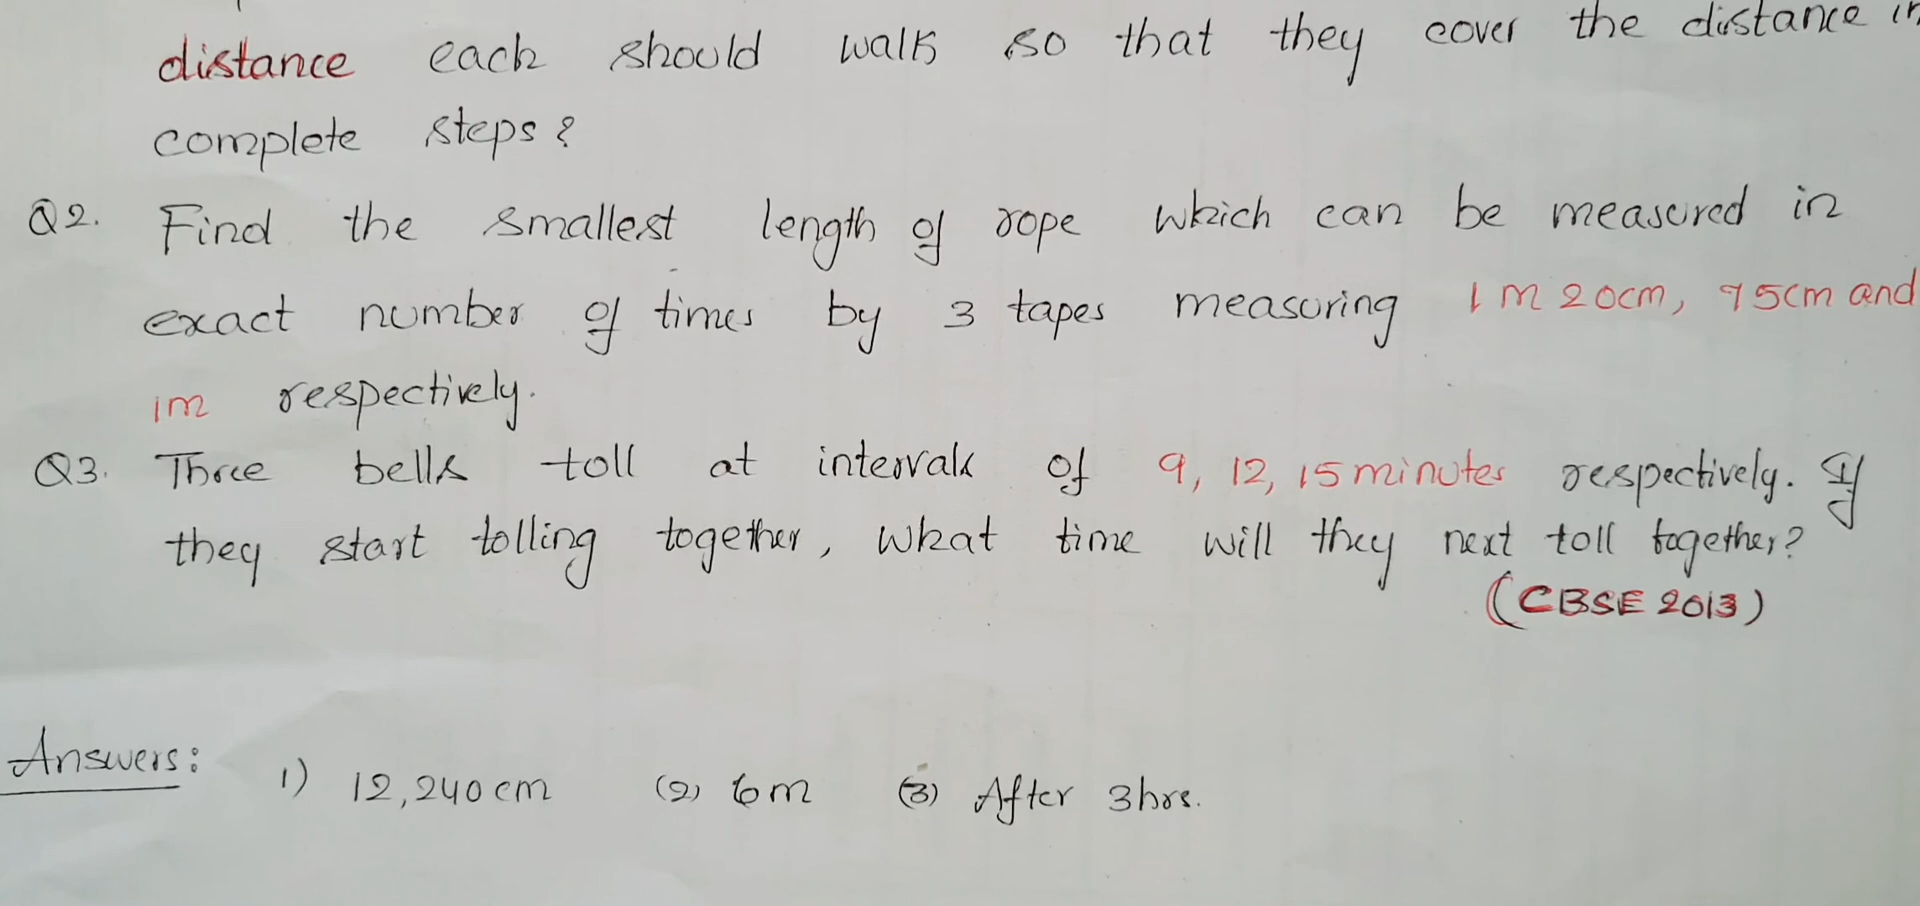 distance each should walk so that they cover the distance in
complete steps?
Q2. Find the smallest length of rope which can be measured in
exact number of times by 3 tapes measuring 1m 20cm, 75cm and
1m respectively.
Q3. Three bells toll at intervals of 9, 12, 15 minutes respectively. If
they start tolling together, what time will they next toll together?
(CBSE 2013)
Answers: 1) 12,240cm (2) 6m (3) After 3hrs.